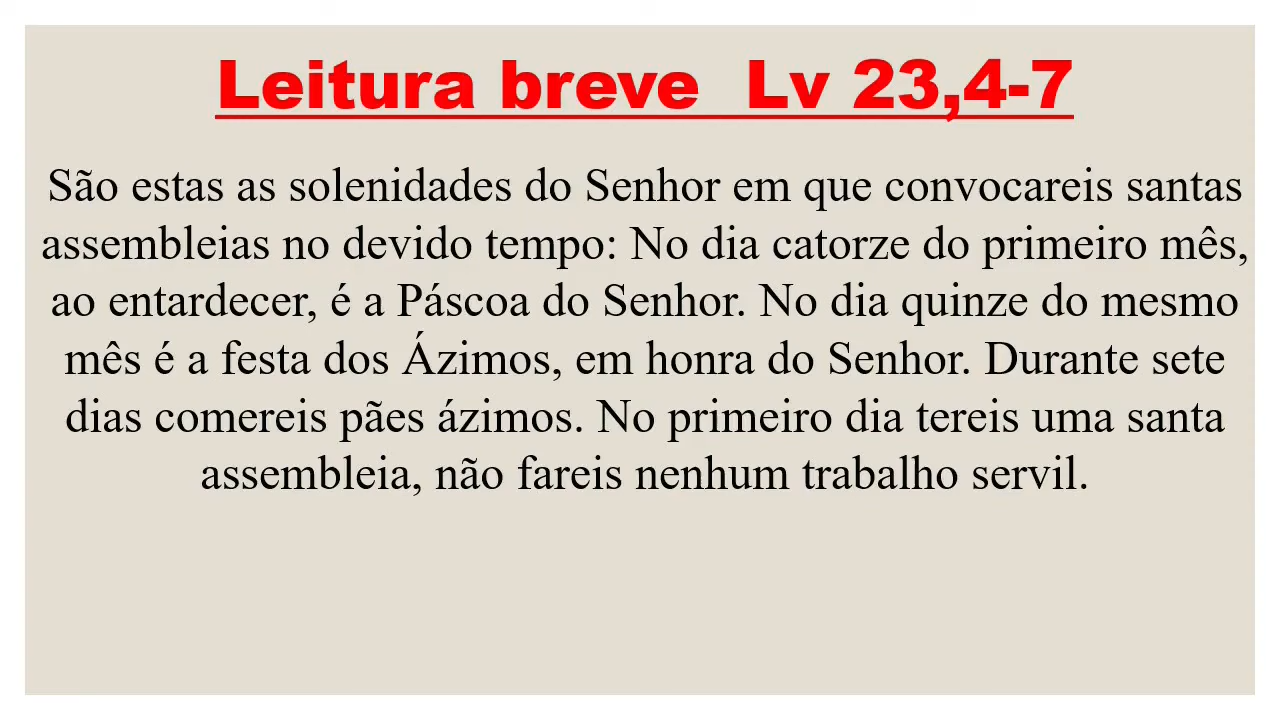 Leitura breve  Lv 23,4-7
São estas as solenidades do Senhor em que convocareis santas
assembleias no devido tempo: No dia catorze do primeiro mês,
ao entardecer, é a Páscoa do Senhor. No dia quinze do mesmo
mês é a festa dos Ázimos, em honra do Senhor. Durante sete
dias comereis pães ázimos. No primeiro dia tereis uma santa
assembleia, não fareis nenhum trabalho servil.